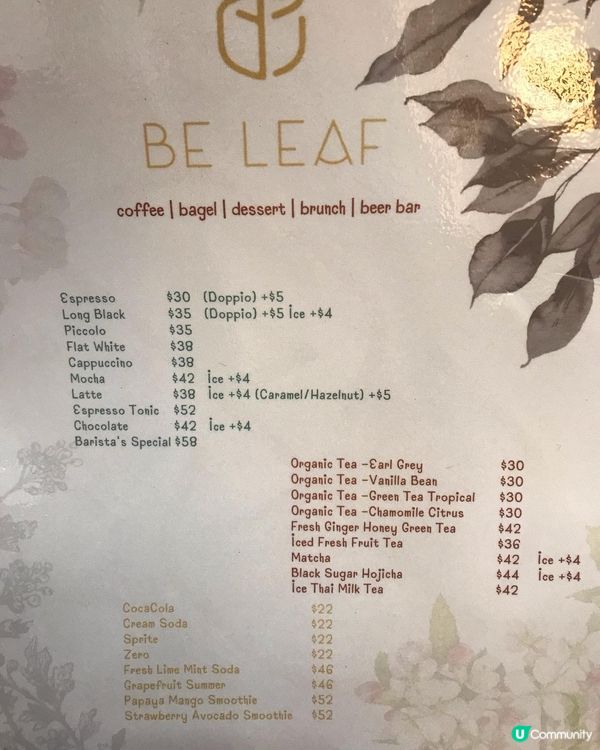 BE LEAF
coffee | bagel | dessert | brunch | beer bar
Espresso $30 (Doppio) +$5
Long Black $35 (Doppio) +$5 ice +$4
Piccolo $35
Flat White $38
Cappuccino $38
Mocha $42 ice +$4
Latte $38 ice +$4 (Caramel/Hazelnut) +$5
Espresso Tonic $52
Chocolate $42 ice +$4
Barista's Special $58
Organic Tea -Earl Grey $30
Organic Tea -Vanilla Bean $30
Organic Tea -Green Tea Tropical $30
Organic Tea -Chamomile Citrus $30
Fresh Ginger Honey Green Tea $42
iced Fresh Fruit Tea $36
Matcha $42 ice +$4
Black Sugar Hojicha $44 ice +$4
ice Thai Milk Tea $42
CocaCola $22
Cream Soda $22
Sprite $22
Zero $22
Fresh Lime Mint Soda $46
Grapefruit Summer $46
Papaya Mango Smoothie $52
Strawberry Avocado Smoothie $52
U Community